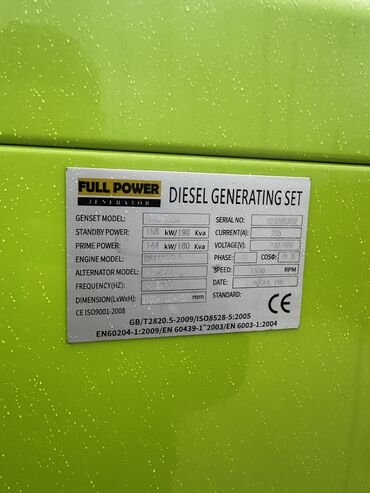 FULL POWER
JENERATOR
DIESEL GENERATING SET
GENSET MODEL:
SERIAL NO:
STANDBY POWER: 158 kW/198 Kva
CURRENT(A):
PRIME POWER: 144 kW/180 Kva
VOLTAGE(V):
ENGINE MODEL:
PHASE: COSΦ:
ALTERNATOR MODEL:
SPEED: 1500 RPM
FREQUENCY(HZ):
DATE:
DIMENSION(LxWxH): mm
STANDARD: CE
CE ISO9001-2008
GB/T2820.5-2009/ISO8528-5:2005
EN60204-1:2009/EN 60439-1"2003/EN 6003-1:2004